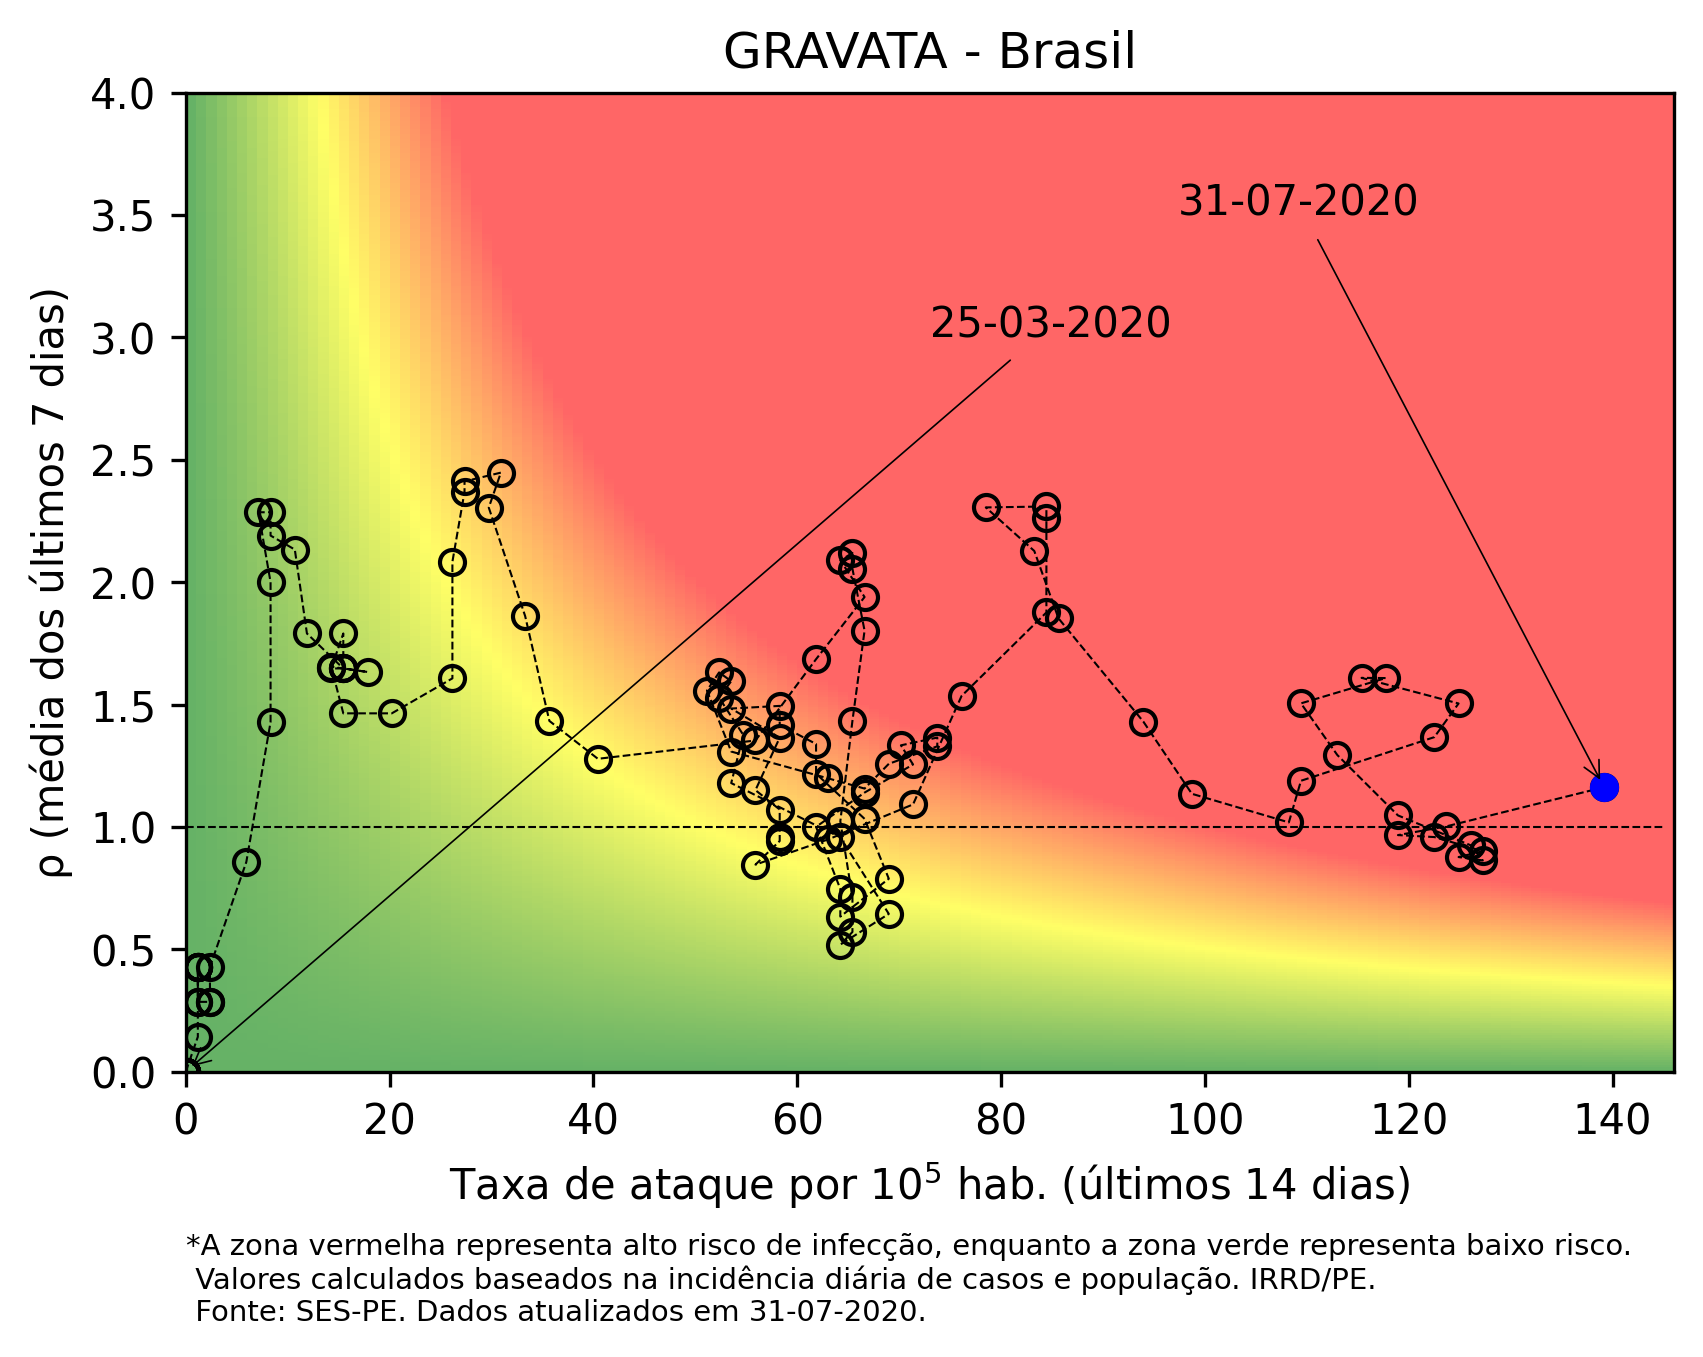 GRAVATA - Brasil
4.0
3.5
3.0
2.5
2.0
1.5
1.0
0.5
0.0
ρ (média dos últimos 7 dias)
31-07-2020
25-03-2020
0 20 40 60 80 100 120 140
Taxa de ataque por 10⁵ hab. (últimos 14 dias)
*A zona vermelha representa alto risco de infecção, enquanto a zona verde representa baixo risco.
Valores calculados baseados na incidência diária de casos e população. IRRD/PE.
Fonte: SES-PE. Dados atualizados em 31-07-2020.